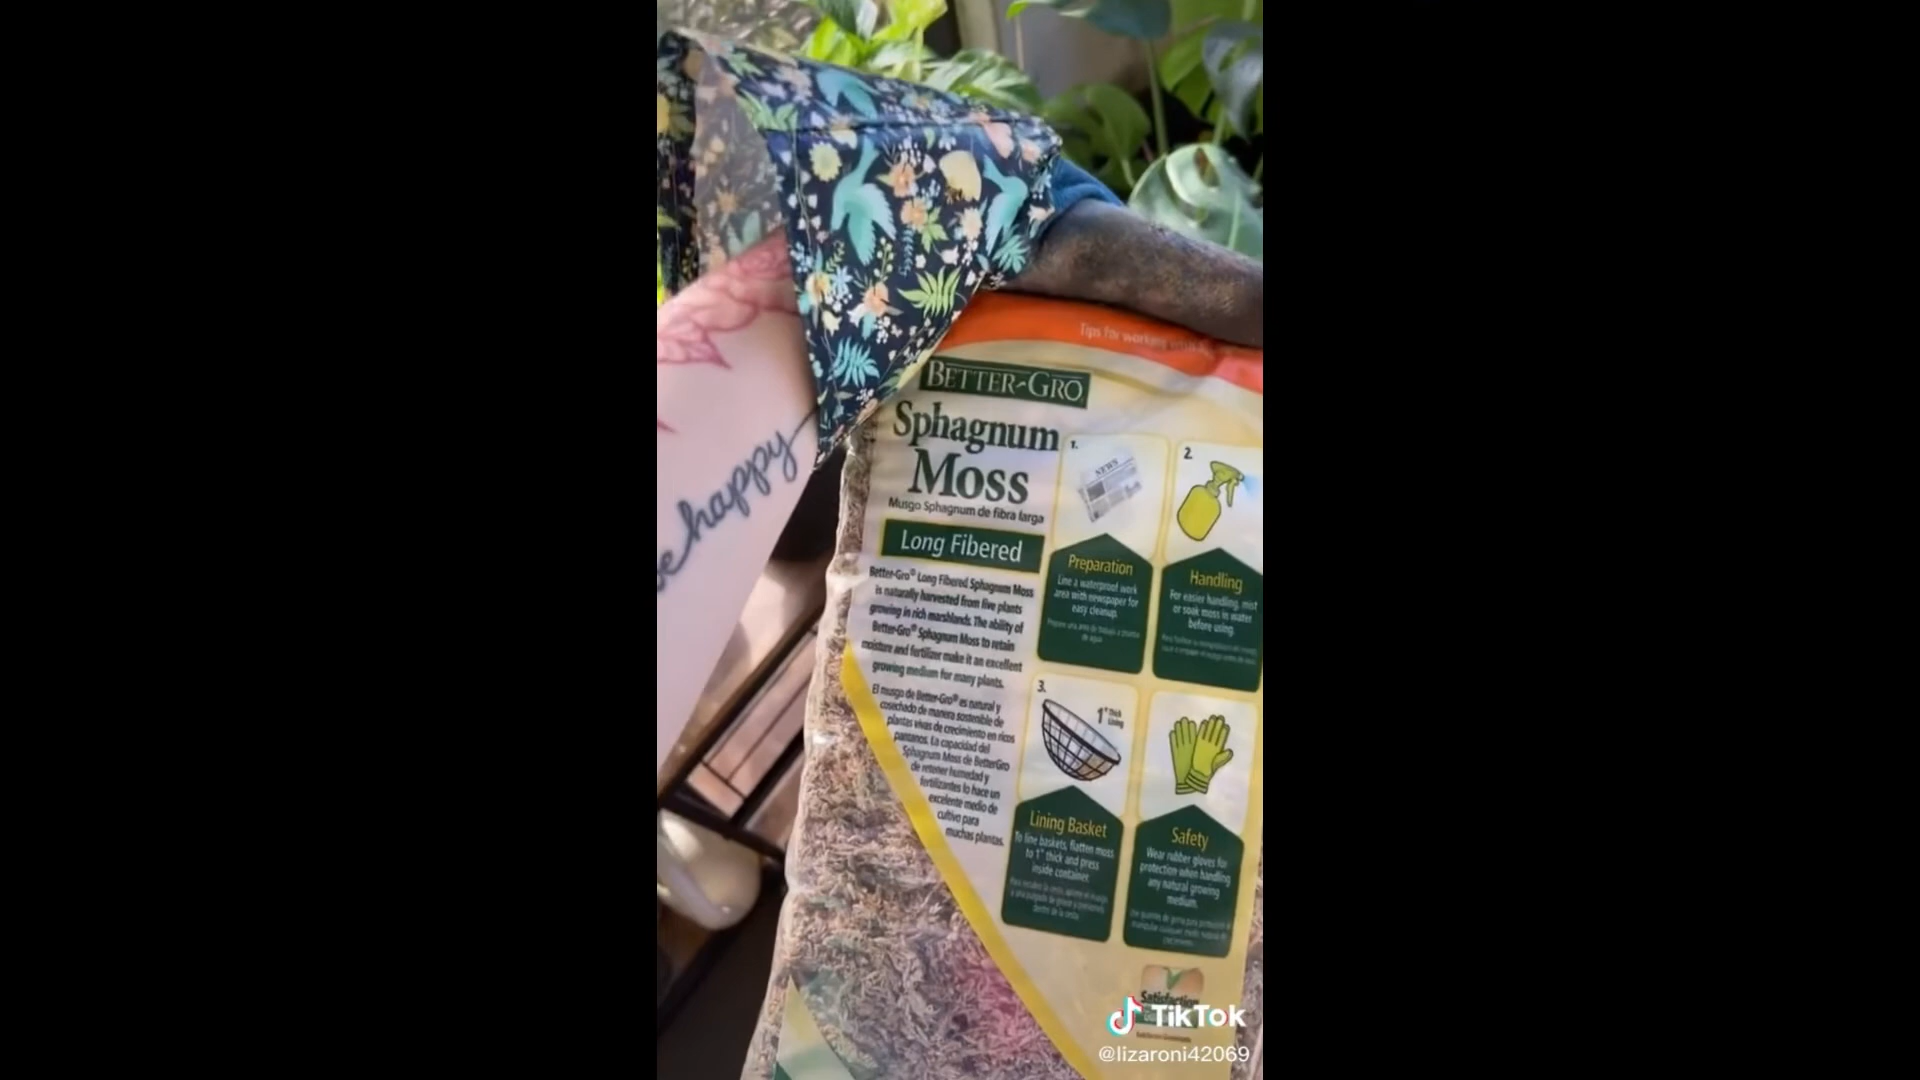 Tips for working
BETTER-GRO
Sphagnum
Moss
Musgo Sphagnum de fibra larga
Long Fibered
Better-Gro® Long Fibered Sphagnum Moss
is naturally harvested from live plants
growing in rich marshlands. The ability of
Better-Gro® Sphagnum Moss to retain
moisture and fertilizer make it an excellent
growing medium for many plants.
El musgo de Better-Gro® es natural y
cosechado de manera sostenible de
plantas vivas de crecimiento en ricos
pantanos. La capacidad del
Sphagnum Moss de BetterGro
de retener humedad y
fertilizantes lo hace un
excelente medio de
cultivo para
muchas plantas.
1.
NEWS
Preparation
Line a waterproof work
area with newspaper for
easy cleanup.
2.
Handling
For easier handling, mist
or soak moss in water
before using.
3.
1" Thick
Lining
Lining Basket
To line baskets, flatten moss
to 1" thick and press
inside container.
Safety
Wear rubber gloves for
protection when handling
any natural growing
medium.
Satisfaction
be happy
TikTok
@lizaroni42069